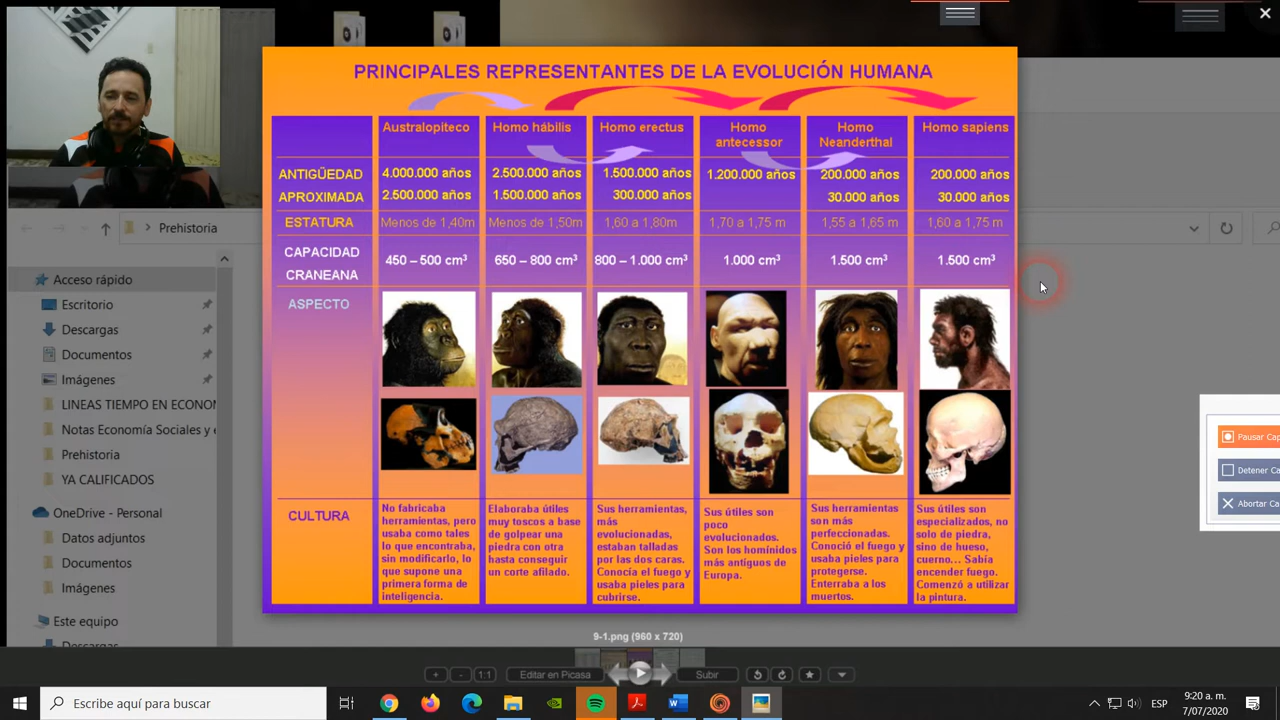 PRINCIPALES REPRESENTANTES DE LA EVOLUCIÓN HUMANA
Australopiteco
Homo hábilis
Homo erectus
Homo
antecessor
Homo
Neanderthal
Homo sapiens
ANTIGÜEDAD
APROXIMADA
4.000.000 años
2.500.000 años
2.500.000 años
1.500.000 años
1.500.000 años
300.000 años
1.200.000 años
200.000 años
30.000 años
200.000 años
30.000 años
ESTATURA
Menos de 1,40m
Menos de 1,50m
1,60 a 1,80m
1,70 a 1,75 m
1,55 a 1,65 m
1,60 a 1,75 m
CAPACIDAD
CRANEANA
450 – 500 cm³
650 – 800 cm³
800 – 1.000 cm³
1.000 cm³
1.500 cm³
1.500 cm³
ASPECTO
CULTURA
No fabricaba
herramientas, pero
usaba como tales
lo que encontraba,
sin modificarlo, lo
que supone una
primera forma de
inteligencia.
Elaboraba útiles
muy toscos a base
de golpear una
piedra con otra
hasta conseguir
un corte afilado.
Sus herramientas,
más
evolucionadas,
estaban talladas
por las dos caras.
Conocía el fuego y
usaba pieles para
cubrirse.
Sus útiles son
poco
evolucionados.
Son los homínidos
más antiguos de
Europa.
Sus herramientas
son más
perfeccionadas.
Conoció el fuego y
usaba pieles para
protegerse.
Enterraba a los
muertos.
Sus útiles son
especializados, no
solo de piedra,
sino de hueso,
cuerno... Sabía
encender fuego.
Comenzó a utilizar
la pintura.
9-1.png (960 x 720)
1:1
Editar en Picasa
Subir
Prehistoria
Acceso rápido
Escritorio
Descargas
Documentos
Imágenes
LINEAS TIEMPO EN ECONO
Notas Economía Sociales y e
Prehistoria
YA CALIFICADOS
OneDrive - Personal
Datos adjuntos
Documentos
Imágenes
Este equipo
Descargas
Pausar Cap
Detener Ca
Abortar Ca
Escribe aquí para buscar
ESP
9:20 a. m.
7/07/2020